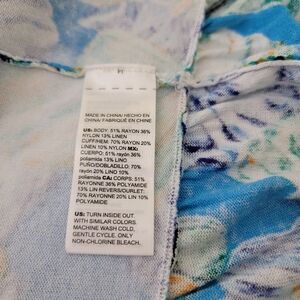 MADE IN CHINA/ HECHO EN
CHINA/ FABRIQUÉ EN CHINE
US: BODY: 51% RAYON 36%
NYLON 13% LINEN
CUFF/HEM: 70% RAYON 20%
LINEN 10% NYLON MX:
CUERPO: 51% rayón 36%
poliamida 13% LINO
PUÑO/DOBLADILLO: 70%
rayón 20% LINO 10%
poliamida CA: CORPS: 51%
RAYONNE 36% POLYAMIDE
13% LIN REVERS/OURLET:
70% RAYONNE 20% LIN 10%
POLYAMIDE
US: TURN INSIDE OUT
WITH SIMILAR COLORS.
MACHINE WASH COLD,
GENTLE CYCLE. ONLY
NON-CHLORINE BLEACH.